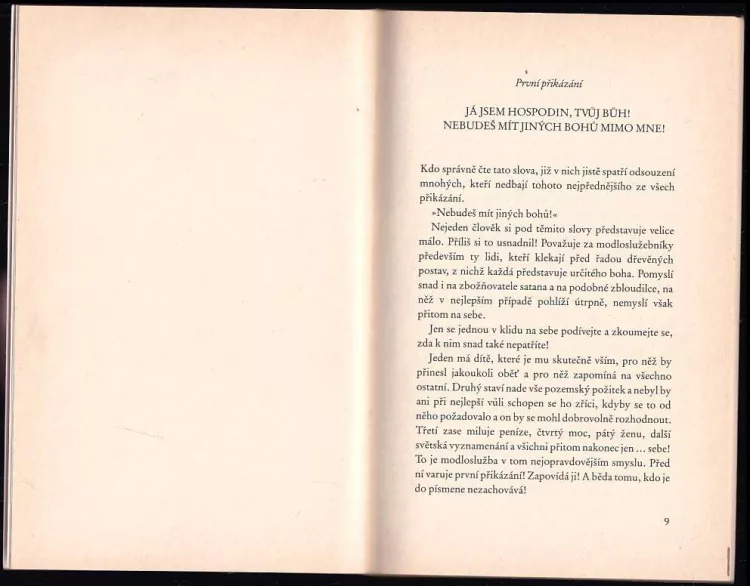 První přikázání
JÁ JSEM HOSPODIN, TVŮJ BŮH!
NEBUDEŠ MÍT JINÝCH BOHŮ MIMO MNE!
Kdo správně čte tato slova, již v nich jistě spatří odsouzení
mnohých, kteří nedbají tohoto nejpřednějšího ze všech
přikázání.
»Nebudeš mít jiných bohů!«
Nejeden člověk si pod těmito slovy představuje velice
málo. Příliš si to usnadnil! Považuje za modloslužebníky
především ty lidi, kteří klekají před řadou dřevěných
postav, z nichž každá představuje určitého boha. Pomyslí
snad i na zbožňovatele satana a na podobné zbloudilce, na
něž v nejlepším případě pohlíží útrpně, nemyslí však
přitom na sebe.
Jen se jednou v klidu na sebe podívejte a zkoumejte se,
zda k nim snad také nepatříte!
Jeden má dítě, které je mu skutečně vším, pro něž by
přinesl jakoukoli oběť a pro něž zapomíná na všechno
ostatní. Druhý staví nade vše pozemský požitek a nebyl by
ani při nejlepší vůli schopen se ho zříci, kdyby se to od
něho požadovalo a on by se mohl dobrovolně rozhodnout.
Třetí zase miluje peníze, čtvrtý moc, pátý ženu, další
světská vyznamenání a všichni přitom nakonec jen ... sebe!
To je modloslužba v tom nejopravdovějším smyslu. Před
ní varuje první přikázání! Zapovídá ji! A běda tomu, kdo je
do písmene nezachovává!
9